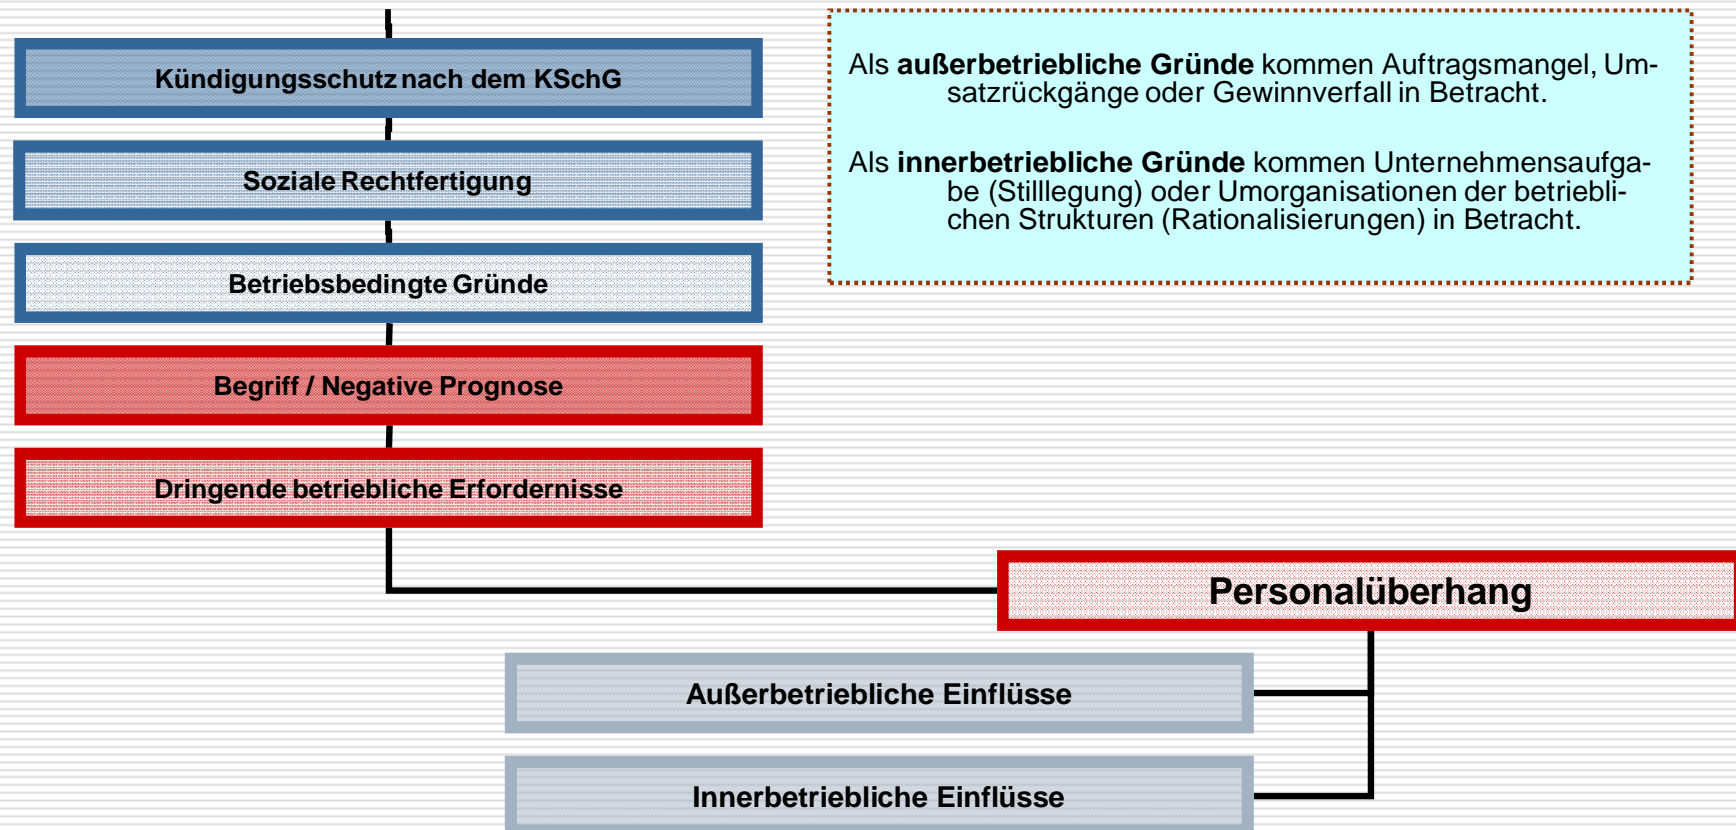 Kündigungsschutz nach dem KSchG
Soziale Rechtfertigung
Betriebsbedingte Gründe
Begriff / Negative Prognose
Dringende betriebliche Erfordernisse
Als außerbetriebliche Gründe kommen Auftragsmangel, Um-
satzrückgänge oder Gewinnverfall in Betracht.
Als innerbetriebliche Gründe kommen Unternehmensaufga-
be (Stilllegung) oder Umorganisationen der betriebli-
chen Strukturen (Rationalisierungen) in Betracht.
Personalüberhang
Außerbetriebliche Einflüsse
Innerbetriebliche Einflüsse